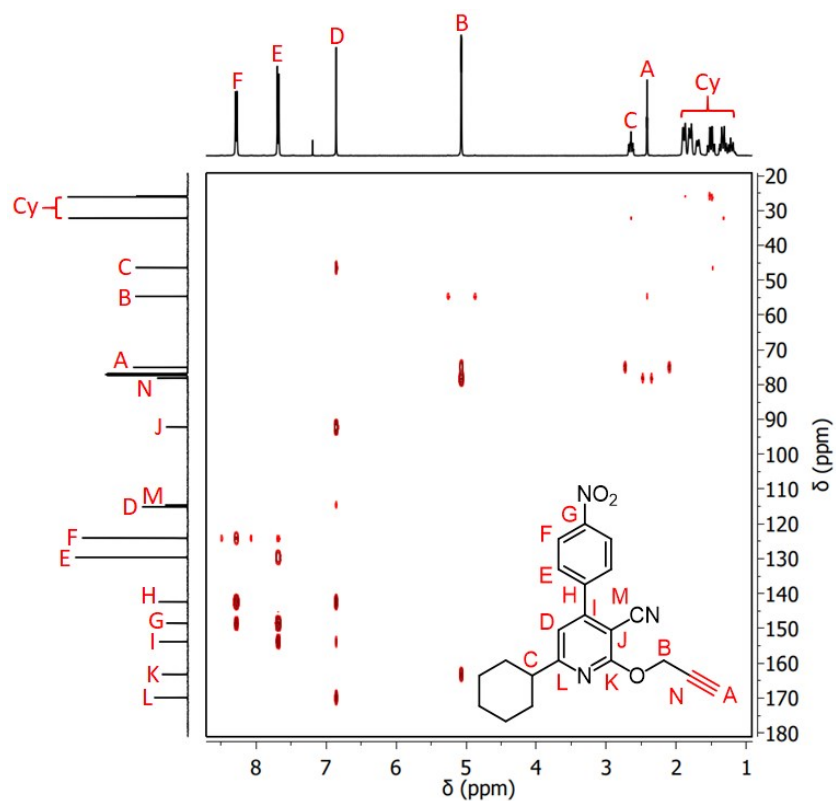 B
D
E
A
F
Cy
C
20
Cy
30
40
C
50
B
60
70
A
80
N
90
J
100
110
M
D
120
F
E
130
H
140
G
150
I
K
160
L
170
180
NO₂
G
F
E
H
I
M
CN
D
J
B
C
L
N
K
O
N
A
8 7 6 5 4 3 2 1
δ (ppm)
δ (ppm)